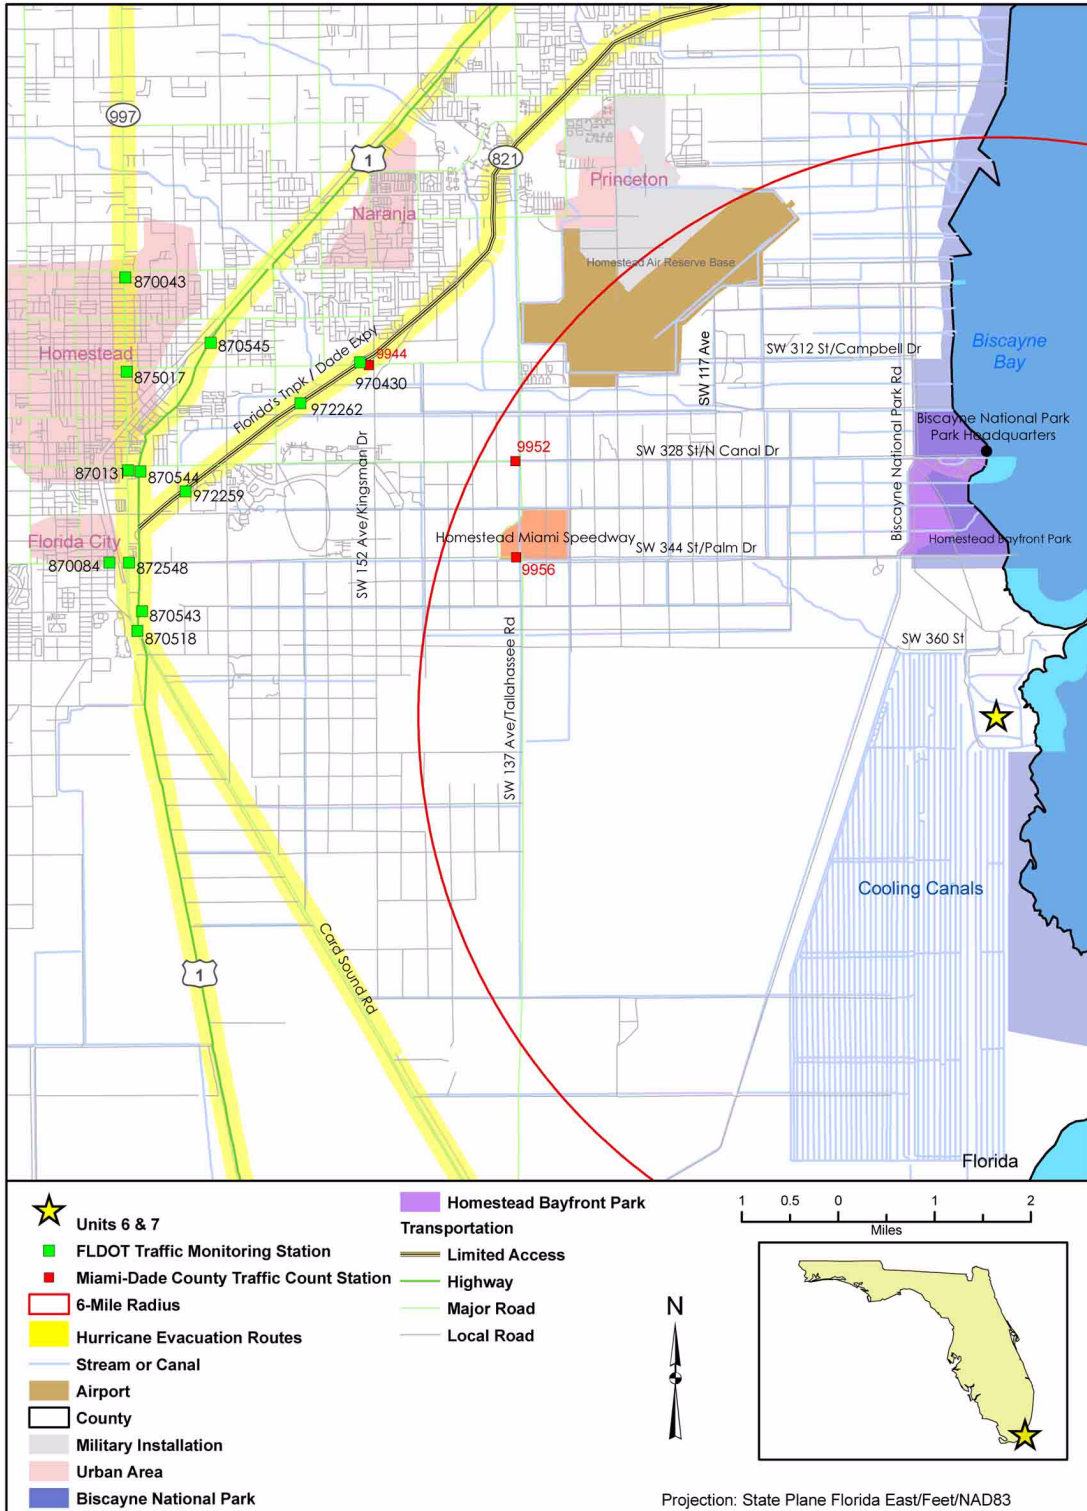 997
1
821
Princeton
Naranja
Homestead Air Reserve Base
870043
Biscayne
Bay
870545
Homestead
9944
SW 312 St/Campbell Dr
875017
970430
Florida's Tnpk / Dade Expy
SW 117 Ave
Biscayne National Park Rd
972262
Biscayne National Park
Park Headquarters
9952
SW 328 St/N Canal Dr
SW 152 Ave/Kingsman Dr
870131
870544
972259
Florida City
Homestead Miami Speedway
SW 344 St/Palm Dr
Homestead Bayfront Park
870084
872548
9956
870543
870518
SW 360 St
SW 137 Ave/Tallahassee Rd
Cooling Canals
Card Sound Rd
1
Florida
Units 6 & 7
FLDOT Traffic Monitoring Station
Miami-Dade County Traffic Count Station
6-Mile Radius
Hurricane Evacuation Routes
Stream or Canal
Airport
County
Military Installation
Urban Area
Biscayne National Park
Homestead Bayfront Park
Transportation
Limited Access
Highway
Major Road
Local Road
1 0.5 0 1 2
Miles
N
Projection: State Plane Florida East/Feet/NAD83